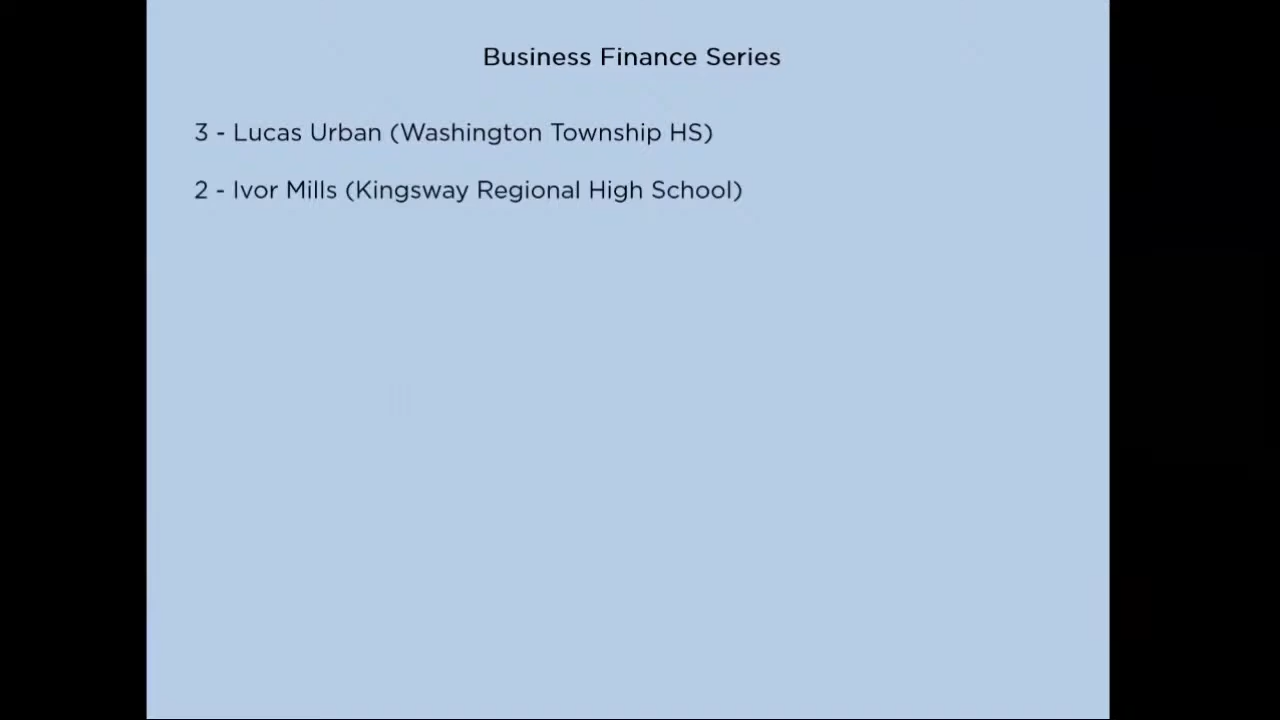 Business Finance Series
3 - Lucas Urban (Washington Township HS)
2 - Ivor Mills (Kingsway Regional High School)